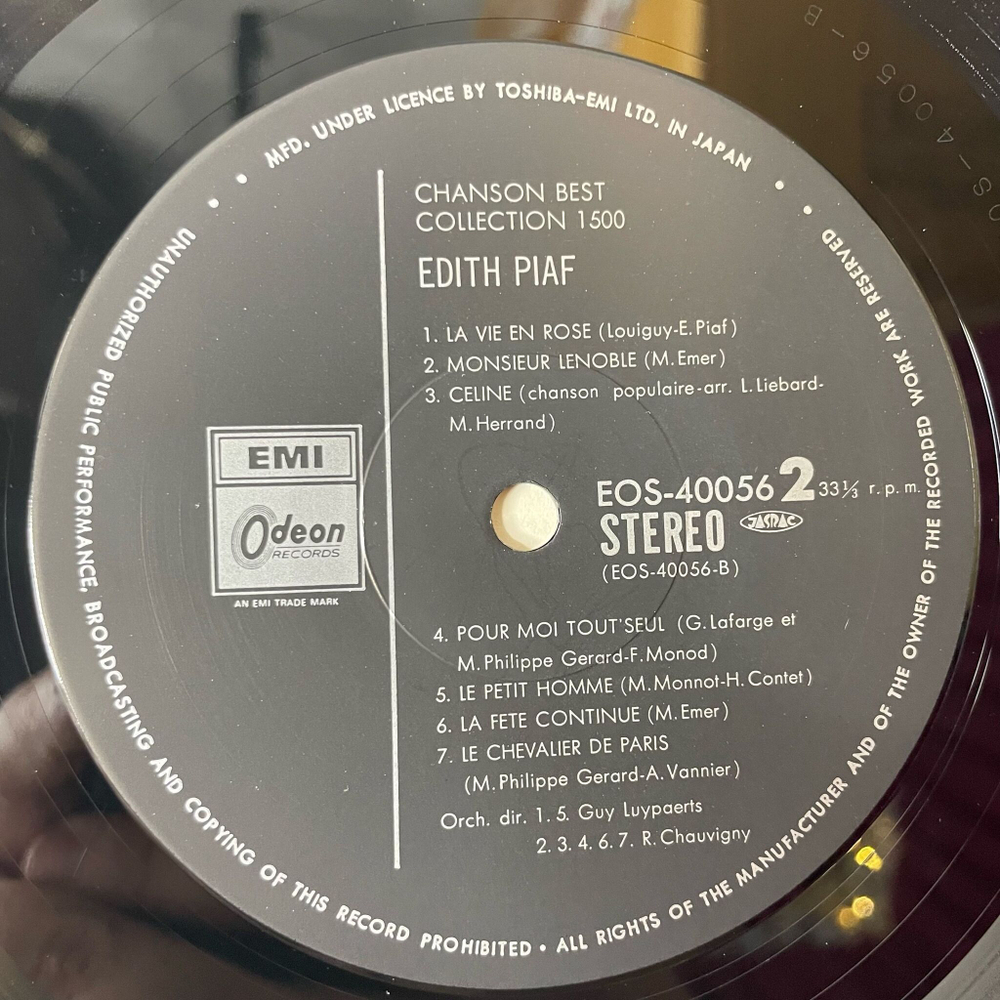 MFD. UNDER LICENCE BY TOSHIBA-EMI LTD. IN JAPAN
CHANSON BEST
COLLECTION 1500
EDITH PIAF
1. LA VIE EN ROSE (Louiguy-E.Piaf)
2. MONSIEUR LENOBLE (M.Emer)
3. CELINE (chanson populaire-arr. L.Liebard-
M.Herrand)
EMI
Odeon
RECORDS
AN EMI TRADE MARK
EOS-40056 2 33⅓ r.p.m.
STEREO JASRAC
(EOS-40056-B)
4. POUR MOI TOUT'SEUL (G.Lafarge et
M.Philippe Gerard-F.Monod)
5. LE PETIT HOMME (M.Monnot-H.Contet)
6. LA FETE CONTINUE (M.Emer)
7. LE CHEVALIER DE PARIS
(M.Philippe Gerard-A.Vannier)
Orch. dir. 1.5. Guy Luypaerts
2.3.4.6.7. R.Chauvigny
UNAUTHORIZED PUBLIC PERFORMANCE, BROADCASTING AND COPYING OF THIS RECORD PROHIBITED • ALL RIGHTS OF THE MANUFACTURER AND OF THE OWNER OF THE RECORDED WORK ARE RESERVED